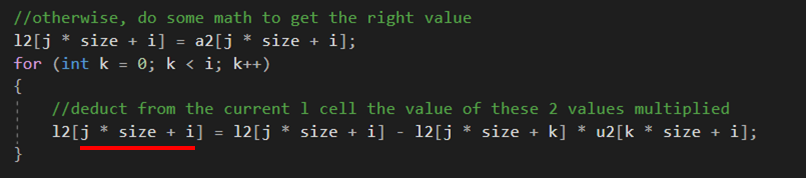 //otherwise, do some math to get the right value
l2[j * size + i] = a2[j * size + i];
for (int k = 0; k < i; k++)
{
//deduct from the current l cell the value of these 2 values multiplied
l2[j * size + i] = l2[j * size + i] - l2[j * size + k] * u2[k * size + i];
}